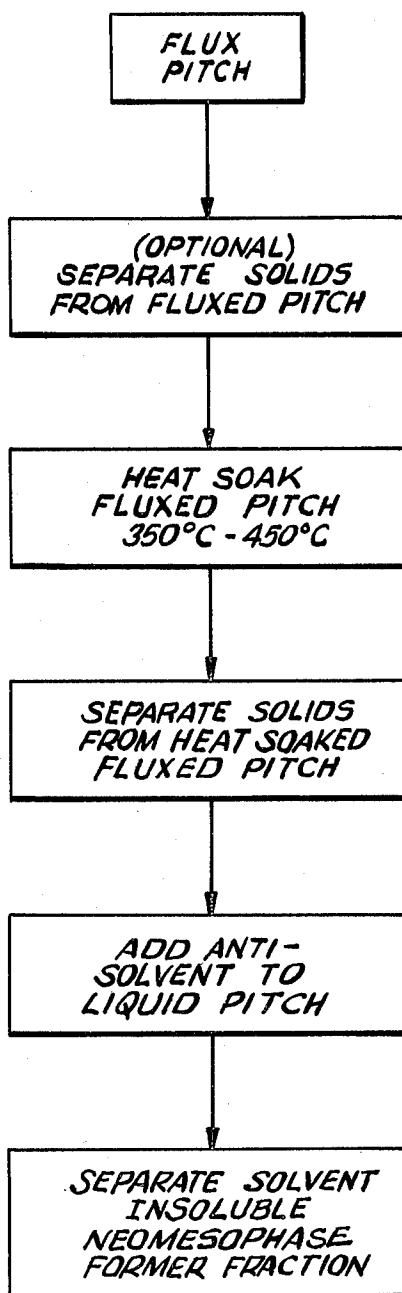 FLUX
PITCH
(OPTIONAL)
SEPARATE SOLIDS
FROM FLUXED PITCH
HEAT SOAK
FLUXED PITCH
350°C - 450°C
SEPARATE SOLIDS
FROM HEAT SOAKED
FLUXED PITCH
ADD ANTI-
SOLVENT TO
LIQUID PITCH
SEPARATE SOLVENT
INSOLUBLE
NEOMESOPHASE
FORMER FRACTION